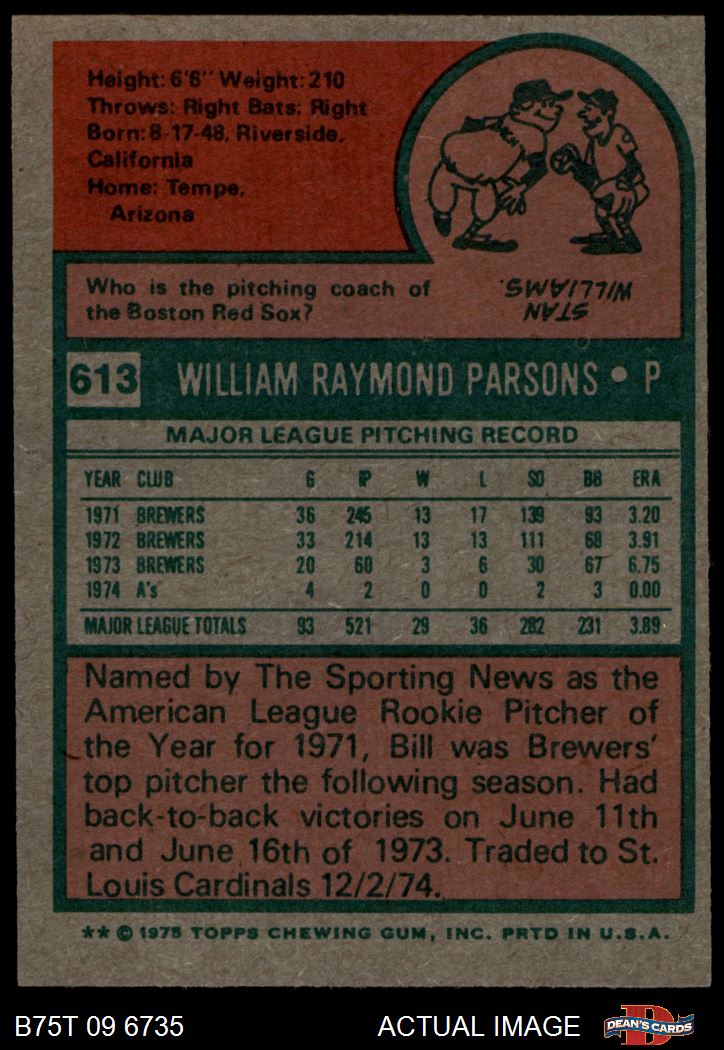 Height: 6'6" Weight: 210
Throws: Right Bats: Right
Born: 8-17-48, Riverside,
California
Home: Tempe,
Arizona
Who is the pitching coach of
the Boston Red Sox?
STAN
WILLIAMS.
613 WILLIAM RAYMOND PARSONS • P
MAJOR LEAGUE PITCHING RECORD
YEAR CLUB G IP W L SO BB ERA
1971 BREWERS 36 245 13 17 139 93 3.20
1972 BREWERS 33 214 13 13 111 68 3.91
1973 BREWERS 20 60 3 6 30 67 6.75
1974 A's 4 2 0 0 2 3 0.00
MAJOR LEAGUE TOTALS 93 521 29 36 282 231 3.89
Named by The Sporting News as the
American League Rookie Pitcher of
the Year for 1971, Bill was Brewers'
top pitcher the following season. Had
back-to-back victories on June 11th
and June 16th of 1973. Traded to St.
Louis Cardinals 12/2/74.
** © 1975 TOPPS CHEWING GUM, INC. PRTD IN U.S.A.
B75T 09 6735 ACTUAL IMAGE DEAN'S CARDS